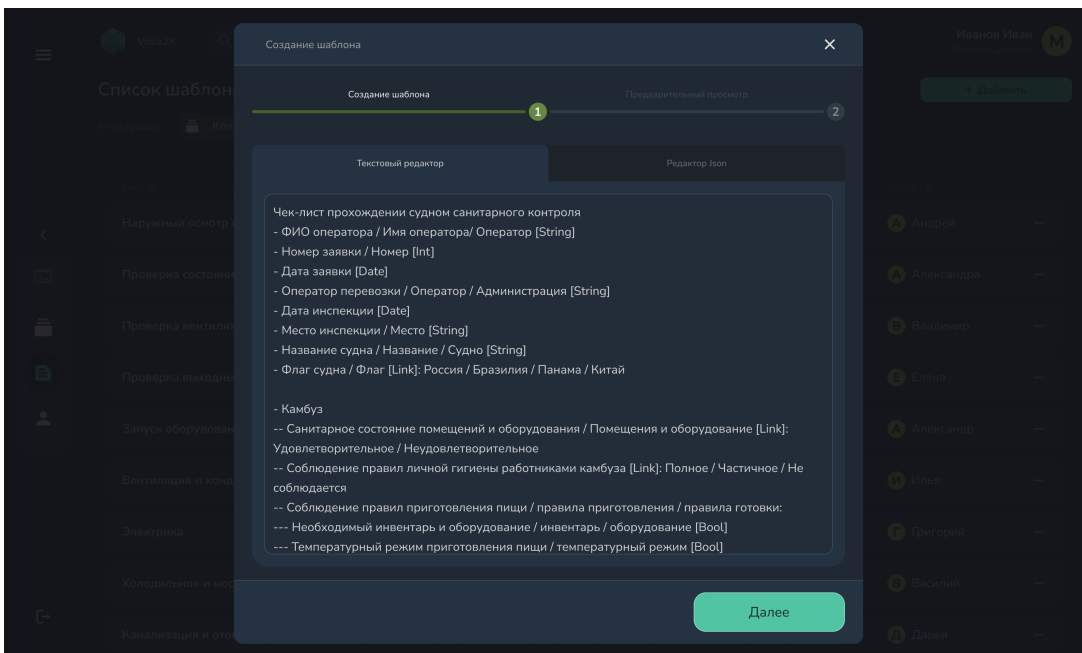 Voice2X
Иванов Иван
М
Создание шаблона
Список шаблон
+ Добавить
Создание шаблона
Предварительный просмотр
1
2
Кол
Текстовый редактор
Редактор Json
Чек-лист прохождении судном санитарного контроля
- ФИО оператора / Имя оператора/ Оператор [String]
- Номер заявки / Номер [Int]
- Дата заявки [Date]
- Оператор перевозки / Оператор / Администрация [String]
- Дата инспекции [Date]
- Место инспекции / Место [String]
- Название судна / Название / Судно [String]
- Флаг судна / Флаг [Link]: Россия / Бразилия / Панама / Китай
- Камбуз
-- Санитарное состояние помещений и оборудования / Помещения и оборудование [Link]:
Удовлетворительное / Неудовлетворительное
-- Соблюдение правил личной гигиены работниками камбуза [Link]: Полное / Частичное / Не
соблюдается
-- Соблюдение правил приготовления пищи / правила приготовления / правила готовки:
--- Необходимый инвентарь и оборудование / инвентарь / оборудование [Bool]
--- Температурный режим приготовления пищи / температурный режим [Bool]
Наружный осмотр
А Андрей
Проверка состояни
А Александра
Проверка вентилят
В Владимир
Проверка выходны
Е Елена
Запуск оборудован
А Александр
Вентиляция и конд
И Илья
Электрика
Г Григорий
Холодильное и мор
В Василий
Канализация и ото
Д Дарья
Далее